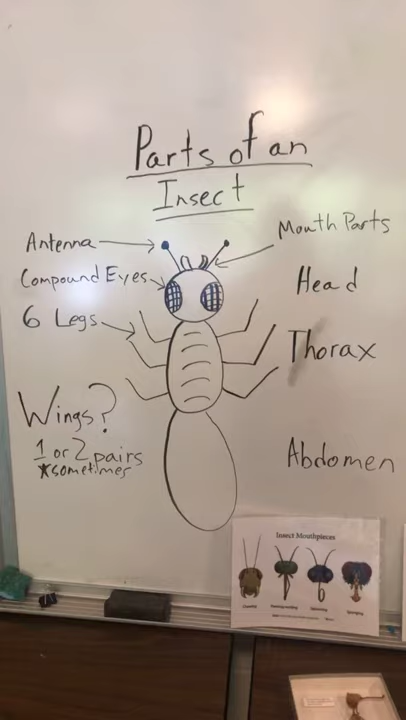 Parts of an
Insect
Antenna
Mouth Parts
Compound Eyes
Head
6 Legs
Thorax
Wings?
1 or 2 pairs
*sometimes
Abdomen
Insect Mouthpieces